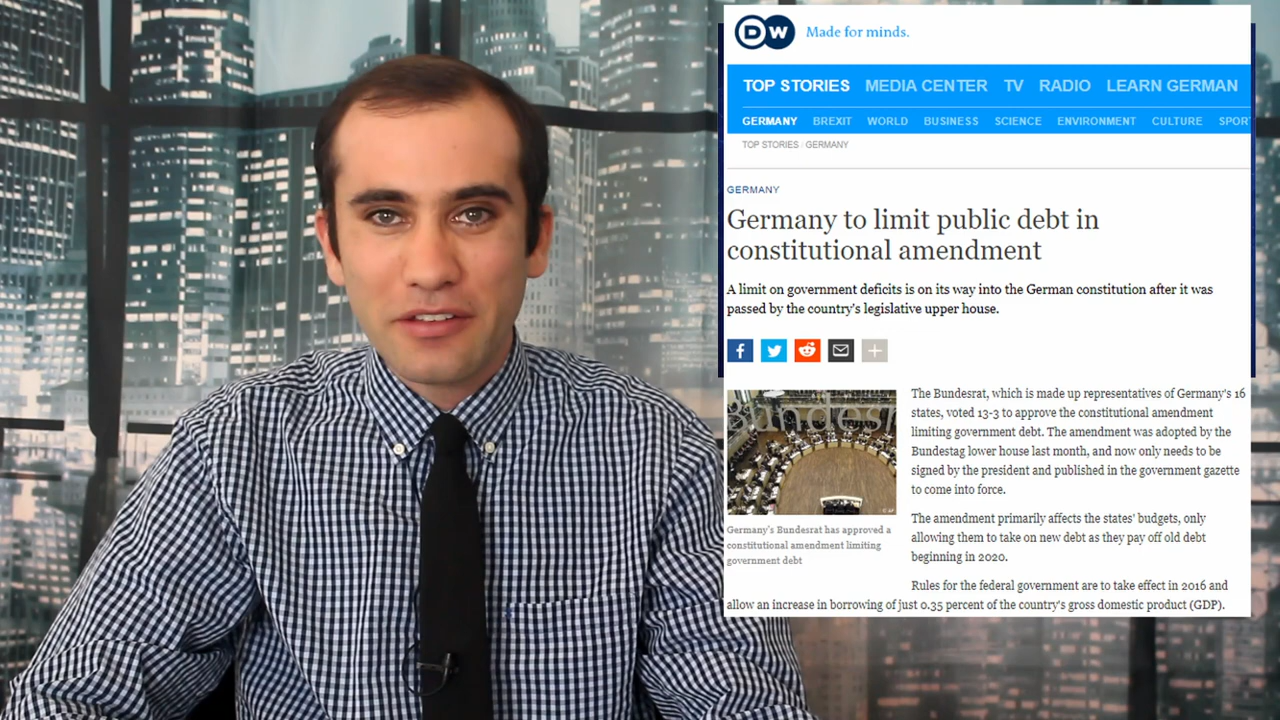 DW Made for minds.
TOP STORIES MEDIA CENTER TV RADIO LEARN GERMAN
GERMANY BREXIT WORLD BUSINESS SCIENCE ENVIRONMENT CULTURE SPOR
TOP STORIES / GERMANY
GERMANY
Germany to limit public debt in
constitutional amendment
A limit on government deficits is on its way into the German constitution after it was
passed by the country's legislative upper house.
Bundesr
Germany's Bundesrat has approved a
constitutional amendment limiting
government debt
The Bundesrat, which is made up representatives of Germany's 16
states, voted 13-3 to approve the constitutional amendment
limiting government debt. The amendment was adopted by the
Bundestag lower house last month, and now only needs to be
signed by the president and published in the government gazette
to come into force.
The amendment primarily affects the states' budgets, only
allowing them to take on new debt as they pay off old debt
beginning in 2020.
Rules for the federal government are to take effect in 2016 and
allow an increase in borrowing of just 0.35 percent of the country's gross domestic product (GDP).